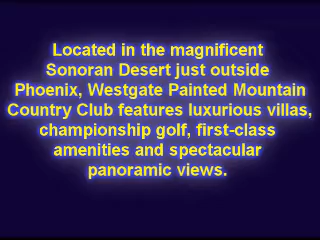 Located in the magnificent
Sonoran Desert just outside
Phoenix, Westgate Painted Mountain
Country Club features luxurious villas,
championship golf, first-class
amenities and spectacular
panoramic views.